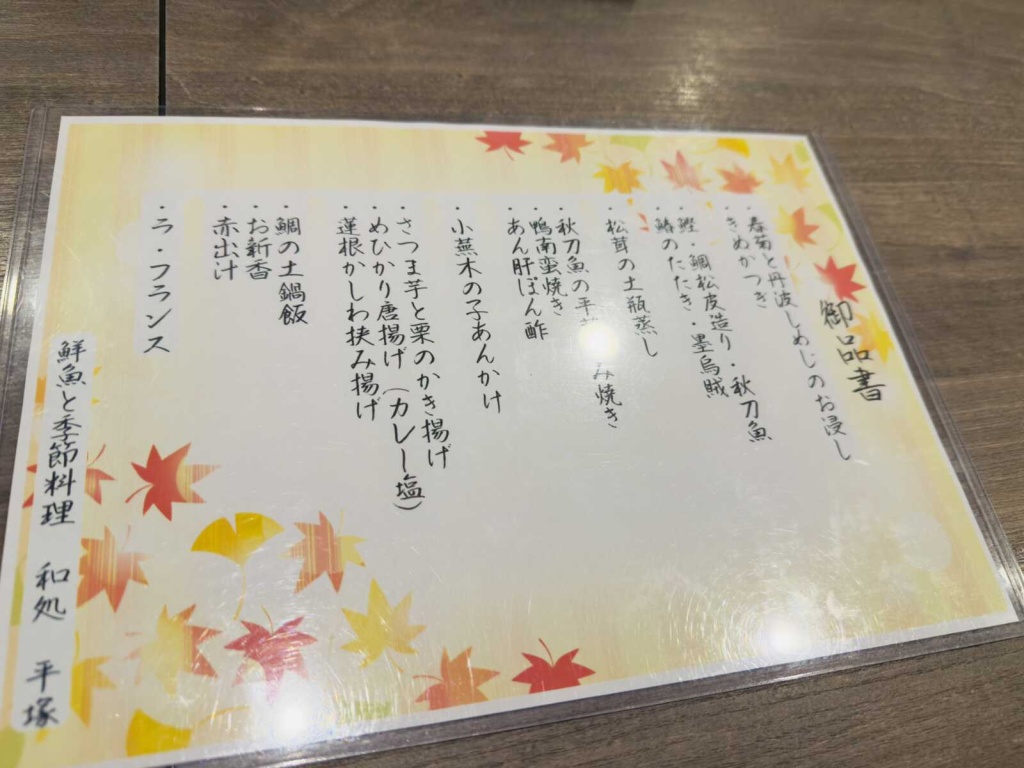 御品書
・春菊と丹波しめじのお浸し
・きぬかつぎ
・鰹・鯛松皮造り・秋刀魚
・鰆のたたき・墨烏賊
・松茸の土瓶蒸し
・秋刀魚の平 み焼き
・鴨南蛮焼き
・あん肝ぽん酢
・小蕪木の子あんかけ
・さつま芋と栗のかき揚げ
・めひかり唐揚げ(カレー塩)
・蓮根かしわ挟み揚げ
・鯛の土鍋飯
・お新香
・赤出汁
・ラ・フランス
鮮魚と季節料理 和処 平塚